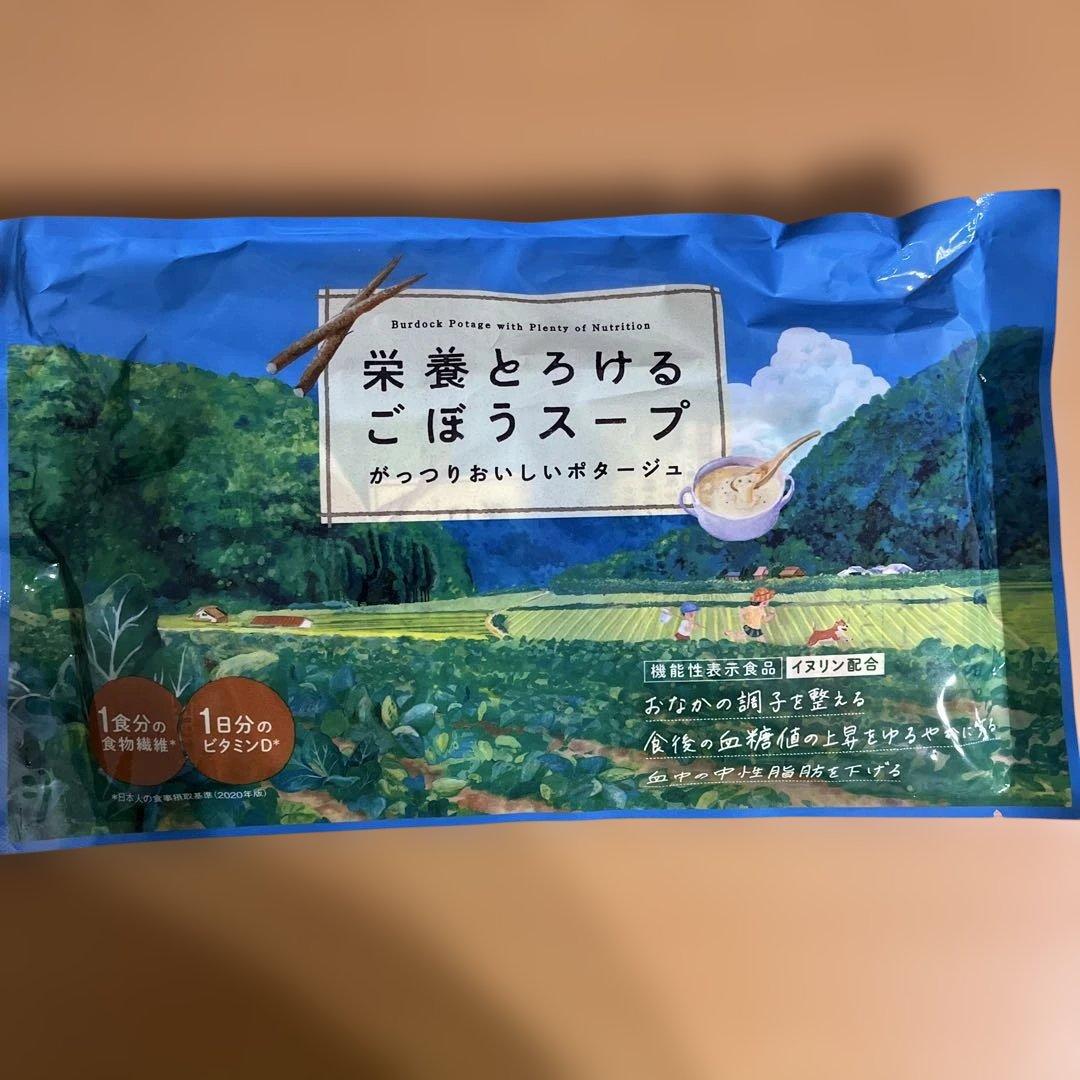 Burdock Potage with Plenty of Nutrition
栄養とろける
ごぼうスープ
がっつりおいしいポタージュ
機能性表示食品 イヌリン配合
おなかの調子を整える
食後の血糖値の上昇をゆるやかにする
血中の中性脂肪を下げる
1食分の
食物繊維*
1日分の
ビタミンD*
*日本人の食事摂取基準(2020年版)